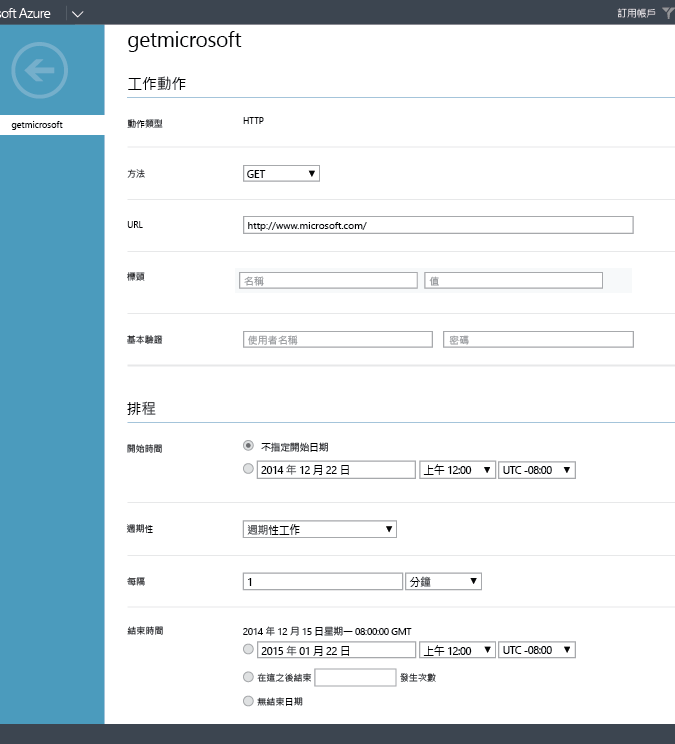 soft Azure
訂用帳戶
getmicrosoft
getmicrosoft
工作動作
動作類型 HTTP
方法 GET
URL http://www.microsoft.com/
標頭 名稱 值
基本驗證 使用者名稱 密碼
排程
開始時間 不指定開始日期
2014 年 12 月 22 日 上午 12:00 UTC -08:00
週期性 週期性工作
每隔 1 分鐘
結束時間 2014 年 12 月 15 日星期一 08:00:00 GMT
2015 年 01 月 22 日 上午 12:00 UTC -08:00
在這之後結束 發生次數
無結束日期